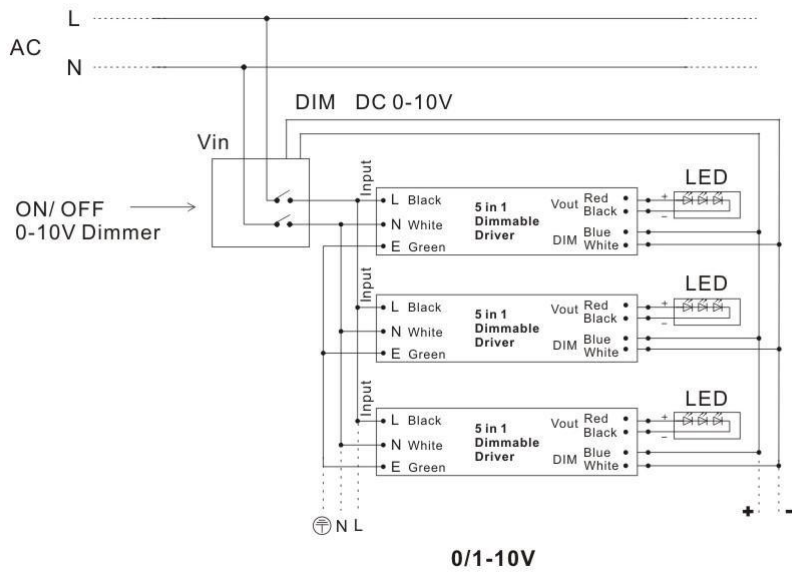 L
AC
N
DIM DC 0-10V
Vin
ON/ OFF
0-10V Dimmer
Input
L Black
N White
E Green
5 in 1
Dimmable
Driver
Vout Red
Black
DIM Blue
White
LED
+
−
Input
L Black
N White
E Green
5 in 1
Dimmable
Driver
Vout Red
Black
DIM Blue
White
LED
+
−
Input
L Black
N White
E Green
5 in 1
Dimmable
Driver
Vout Red
Black
DIM Blue
White
LED
+
−
N L
+ -
0/1-10V